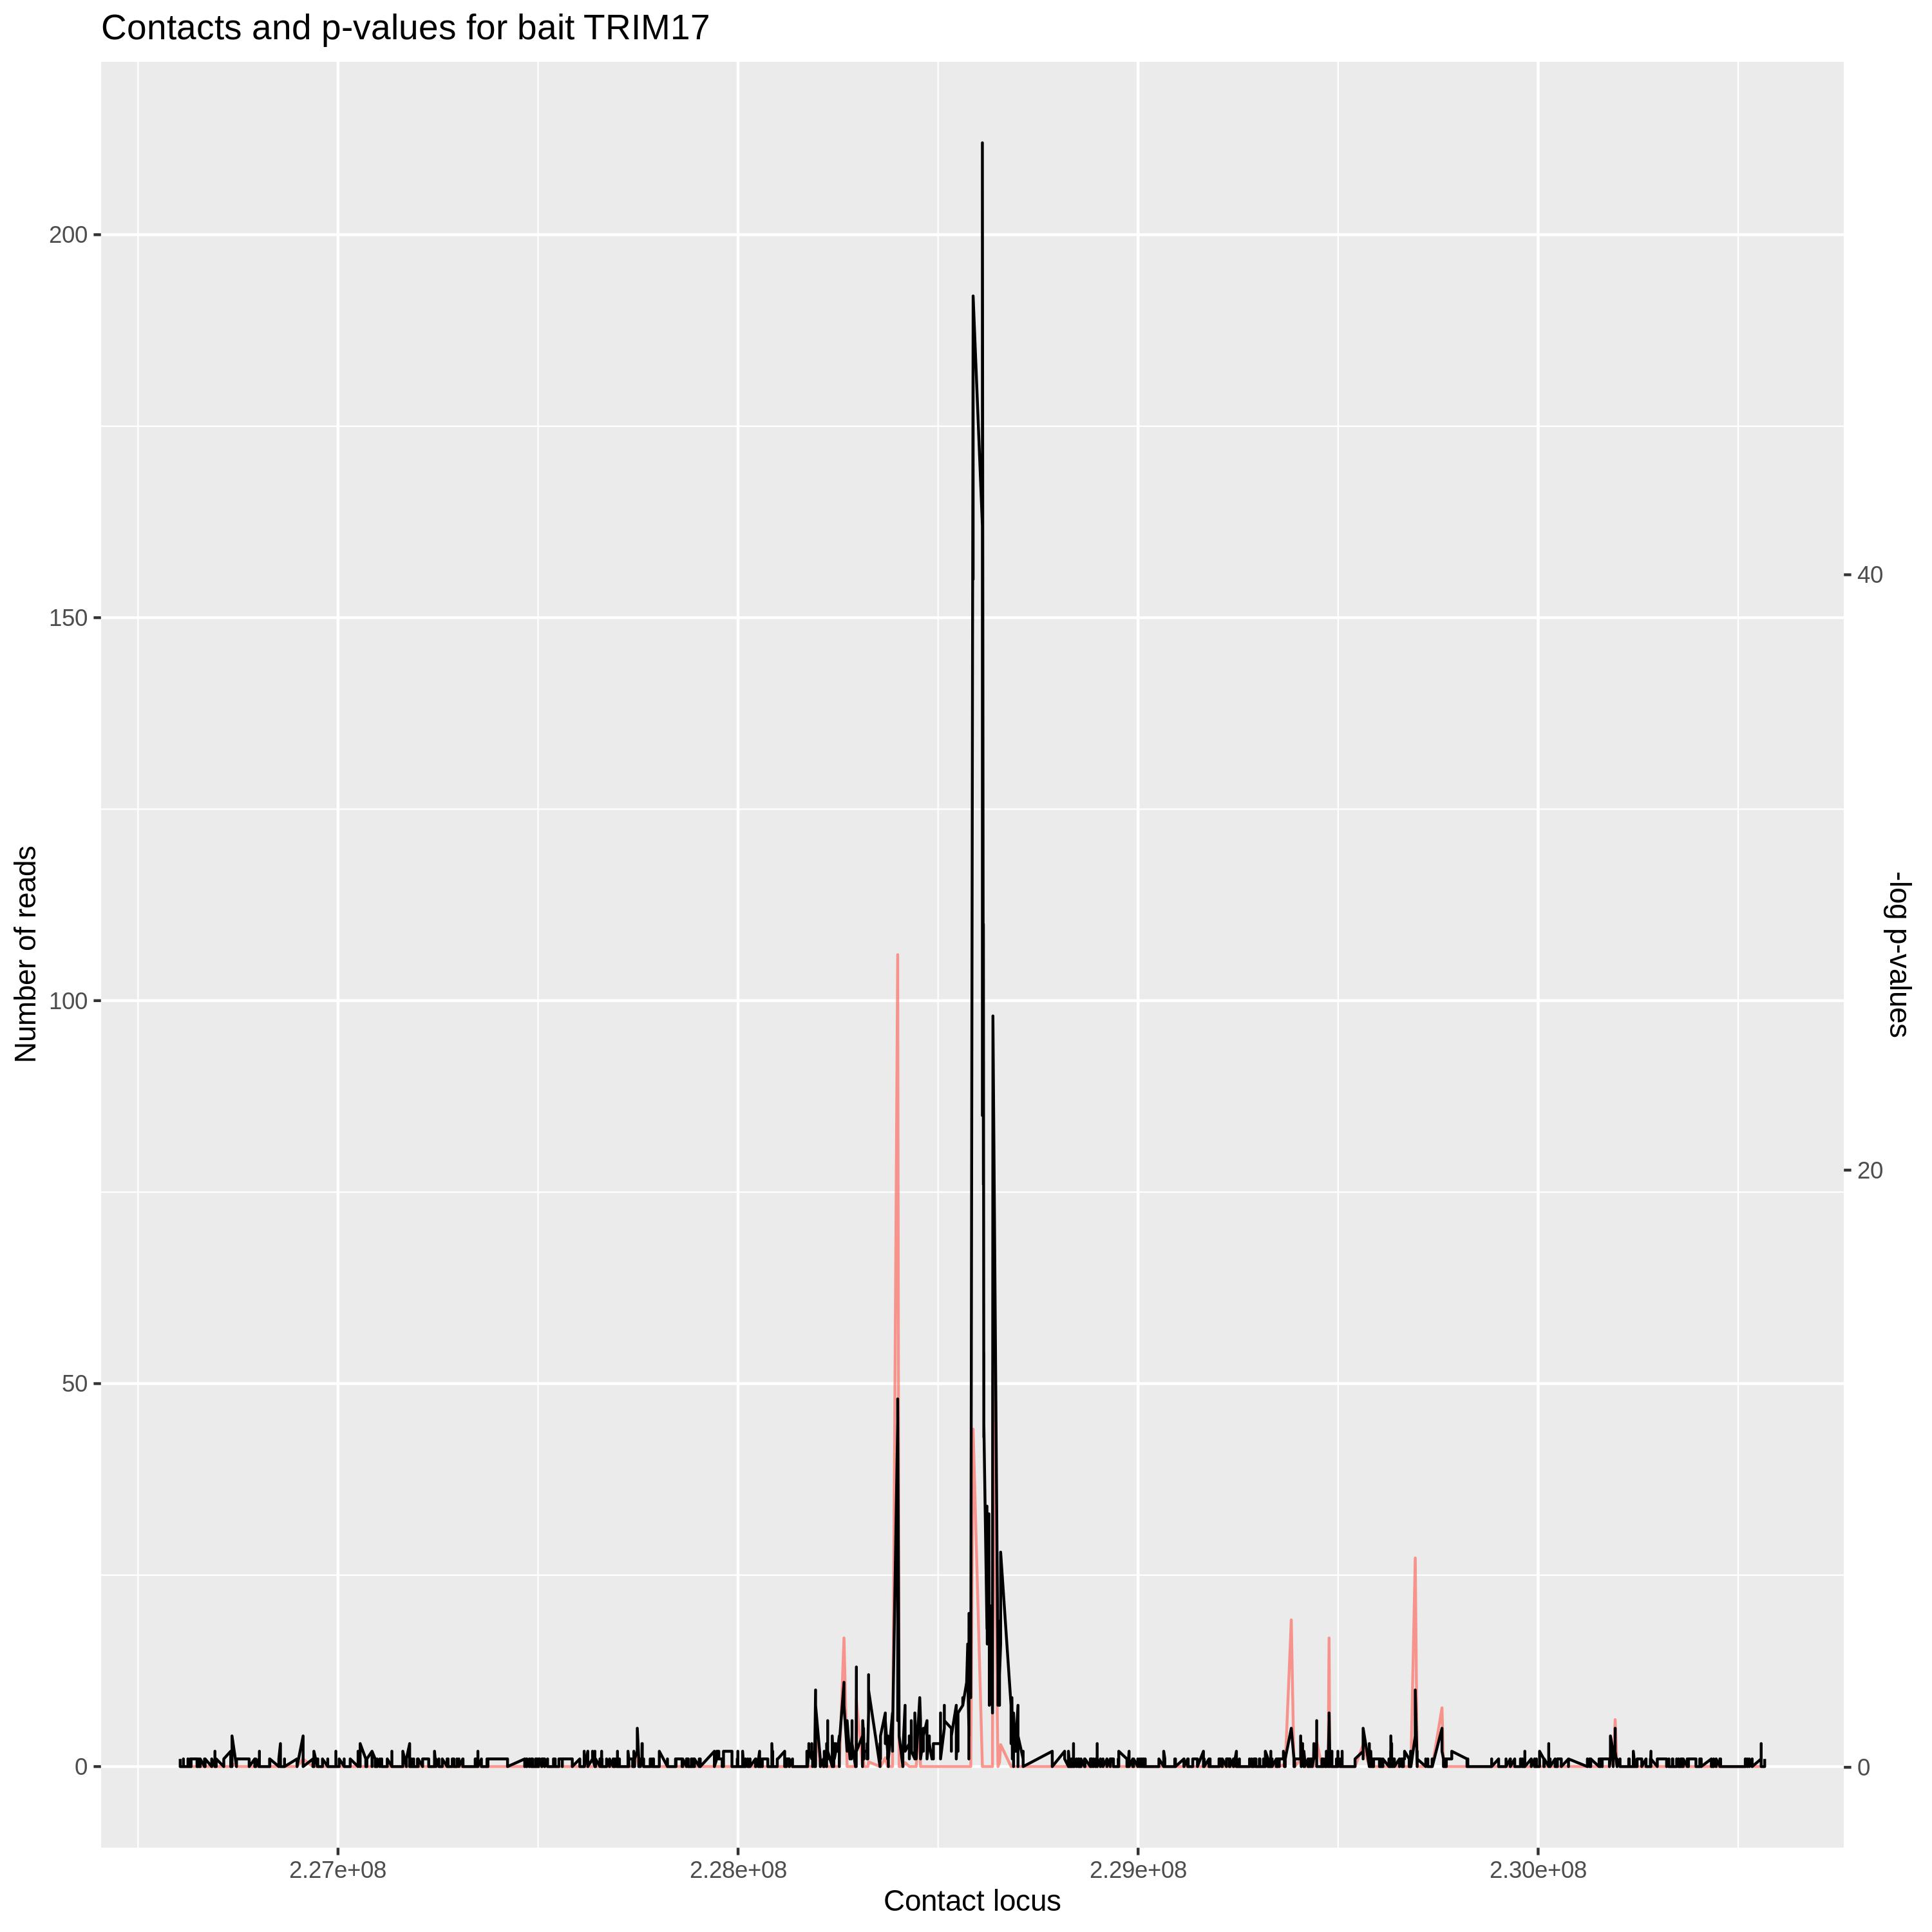 Contacts and p-values for bait TRIM17
Number of reads
200
150
100
50
0
40
20
0
-log p-values
2.27e+08
2.28e+08
2.29e+08
2.30e+08
Contact locus